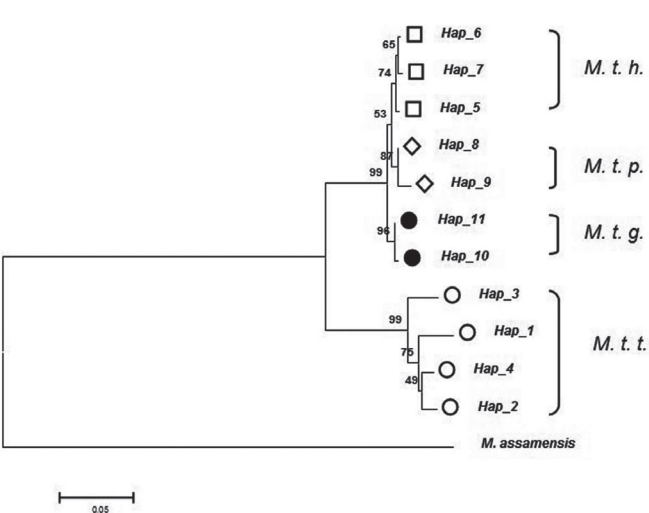 65
Hap_6
74
Hap_7
M. t. h.
53
Hap_5
87
Hap_8
99
Hap_9
M. t. p.
96
Hap_11
Hap_10
M. t. g.
99
Hap_3
75
Hap_1
49
Hap_4
Hap_2
M. t. t.
M. assamensis
0.05